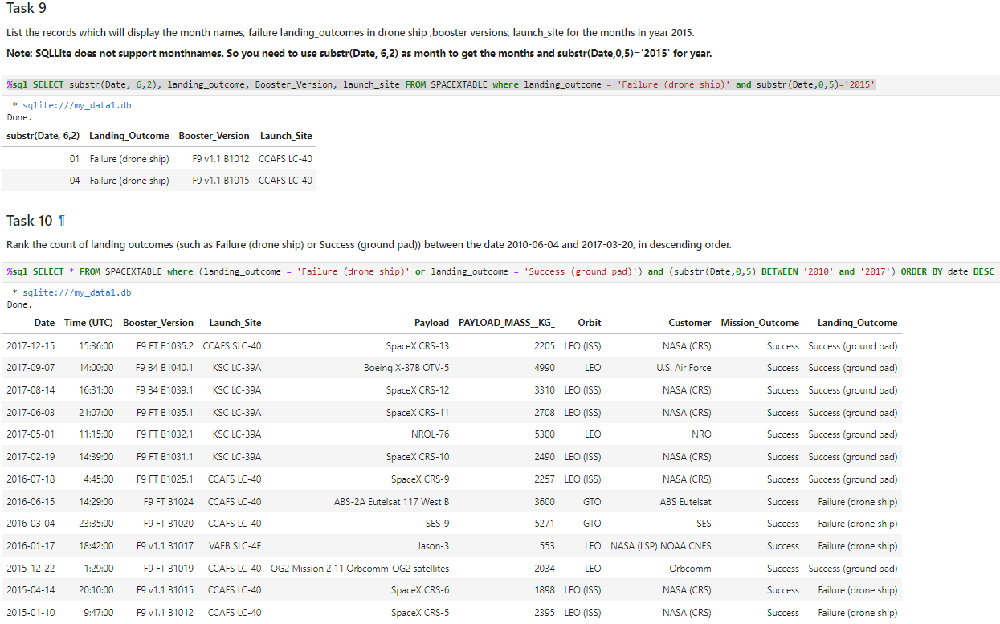 Task 9
List the records which will display the month names, failure landing_outcomes in drone ship ,booster versions, launch_site for the months in year 2015.
Note: SQLLite does not support monthnames. So you need to use substr(Date, 6,2) as month to get the months and substr(Date,0,5)='2015' for year.
%sql SELECT substr(Date, 6,2), landing_outcome, Booster_Version, launch_site FROM SPACEXTABLE where landing_outcome = 'Failure (drone ship)' and substr(Date,0,5)='2015'
* sqlite:///my_data1.db
Done.
substr(Date, 6,2) Landing_Outcome Booster_Version Launch_Site
01 Failure (drone ship) F9 v1.1 B1012 CCAFS LC-40
04 Failure (drone ship) F9 v1.1 B1015 CCAFS LC-40
Task 10 ¶
Rank the count of landing outcomes (such as Failure (drone ship) or Success (ground pad)) between the date 2010-06-04 and 2017-03-20, in descending order.
%sql SELECT * FROM SPACEXTABLE where (landing_outcome = 'Failure (drone ship)' or landing_outcome = 'Success (ground pad)') and (substr(Date,0,5) BETWEEN '2010' and '2017') ORDER BY date DESC
* sqlite:///my_data1.db
Done.
Date Time (UTC) Booster_Version Launch_Site Payload PAYLOAD_MASS__KG_ Orbit Customer Mission_Outcome Landing_Outcome
2017-12-15 15:36:00 F9 FT B1035.2 CCAFS SLC-40 SpaceX CRS-13 2205 LEO (ISS) NASA (CRS) Success Success (ground pad)
2017-09-07 14:00:00 F9 B4 B1040.1 KSC LC-39A Boeing X-37B OTV-5 4990 LEO U.S. Air Force Success Success (ground pad)
2017-08-14 16:31:00 F9 B4 B1039.1 KSC LC-39A SpaceX CRS-12 3310 LEO (ISS) NASA (CRS) Success Success (ground pad)
2017-06-03 21:07:00 F9 FT B1035.1 KSC LC-39A SpaceX CRS-11 2708 LEO (ISS) NASA (CRS) Success Success (ground pad)
2017-05-01 11:15:00 F9 FT B1032.1 KSC LC-39A NROL-76 5300 LEO NRO Success Success (ground pad)
2017-02-19 14:39:00 F9 FT B1031.1 KSC LC-39A SpaceX CRS-10 2490 LEO (ISS) NASA (CRS) Success Success (ground pad)
2016-07-18 4:45:00 F9 FT B1025.1 CCAFS LC-40 SpaceX CRS-9 2257 LEO (ISS) NASA (CRS) Success Success (ground pad)
2016-06-15 14:29:00 F9 FT B1024 CCAFS LC-40 ABS-2A Eutelsat 117 West B 3600 GTO ABS Eutelsat Success Failure (drone ship)
2016-03-04 23:35:00 F9 FT B1020 CCAFS LC-40 SES-9 5271 GTO SES Success Failure (drone ship)
2016-01-17 18:42:00 F9 v1.1 B1017 VAFB SLC-4E Jason-3 553 LEO NASA (LSP) NOAA CNES Success Failure (drone ship)
2015-12-22 1:29:00 F9 FT B1019 CCAFS LC-40 OG2 Mission 2 11 Orbcomm-OG2 satellites 2034 LEO Orbcomm Success Success (ground pad)
2015-04-14 20:10:00 F9 v1.1 B1015 CCAFS LC-40 SpaceX CRS-6 1898 LEO (ISS) NASA (CRS) Success Failure (drone ship)
2015-01-10 9:47:00 F9 v1.1 B1012 CCAFS LC-40 SpaceX CRS-5 2395 LEO (ISS) NASA (CRS) Success Failure (drone ship)